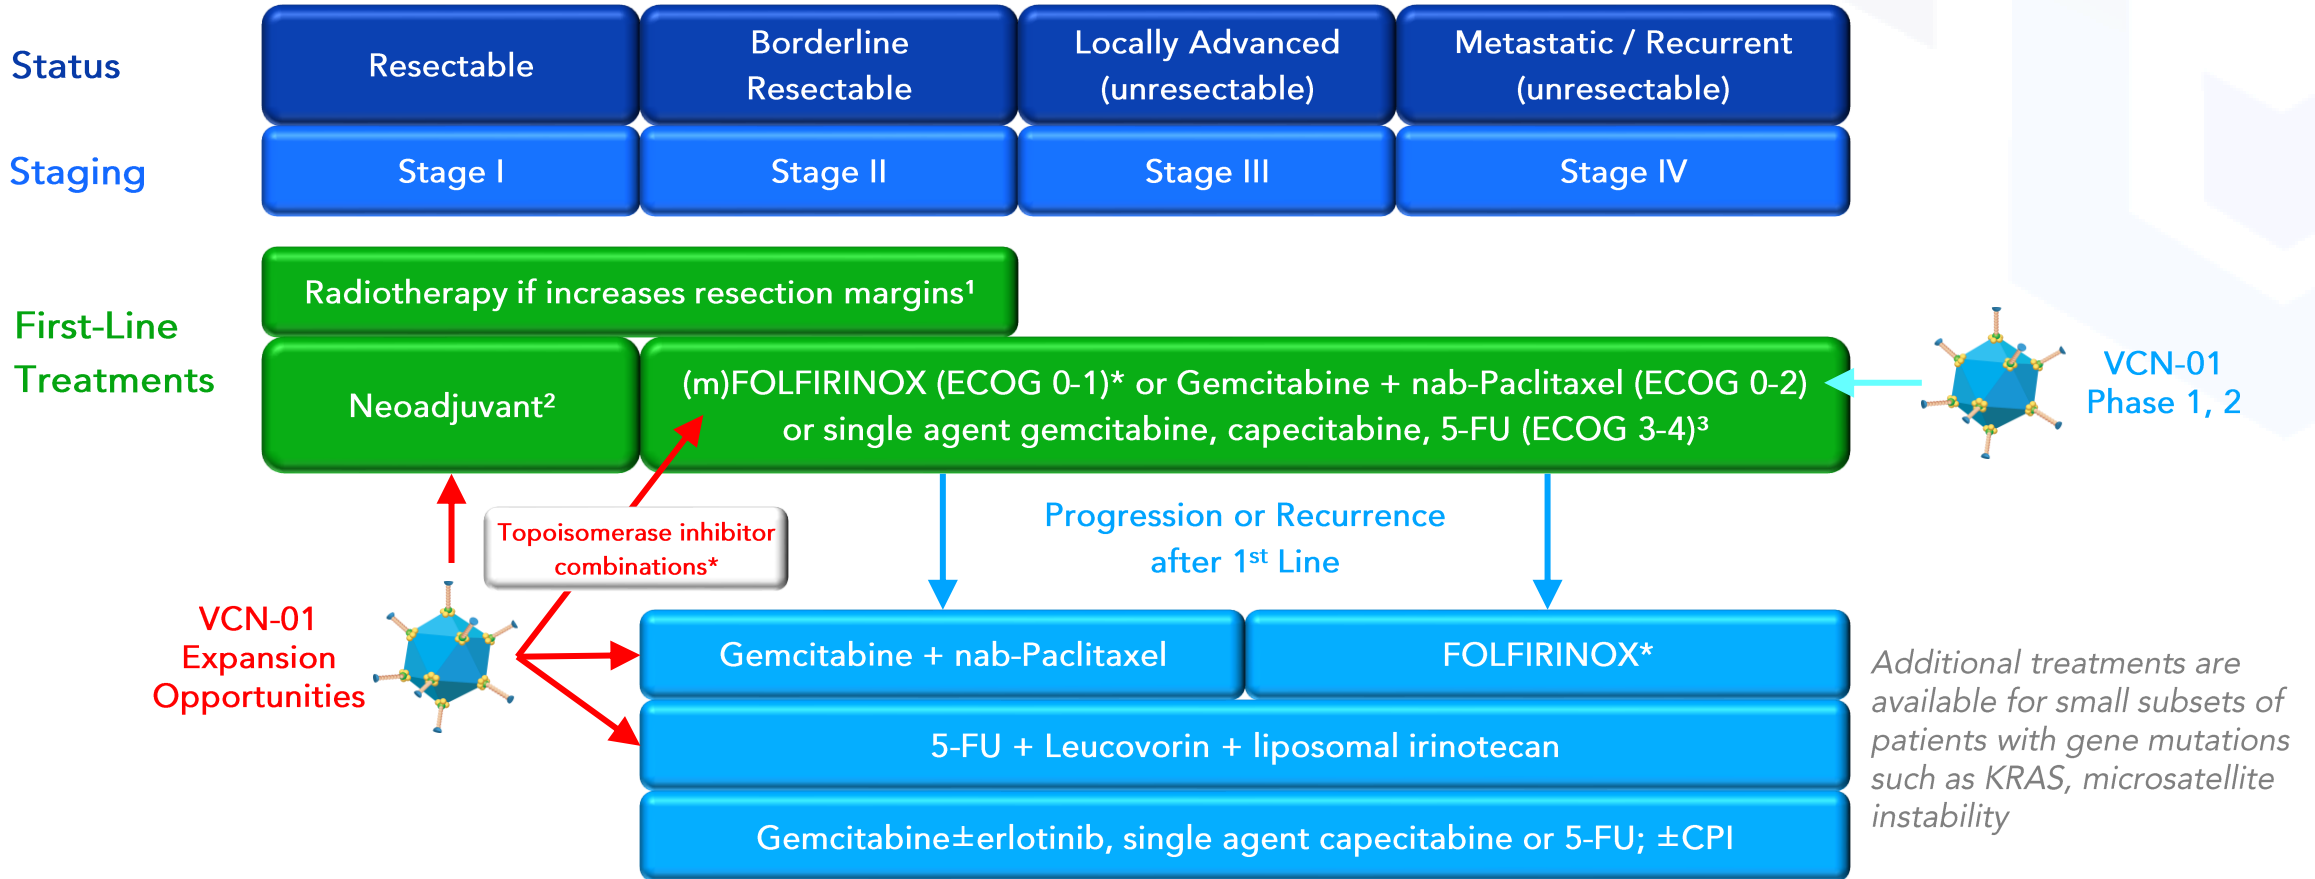 Status
Resectable
Borderline
Resectable
Locally Advanced
(unresectable)
Metastatic / Recurrent
(unresectable)
Staging
Stage I
Stage II
Stage III
Stage IV
First-Line
Treatments
Radiotherapy if increases resection margins¹
Neoadjuvant²
(m)FOLFIRINOX (ECOG 0-1)* or Gemcitabine + nab-Paclitaxel (ECOG 0-2)
or single agent gemcitabine, capecitabine, 5-FU (ECOG 3-4)³
VCN-01
Phase 1, 2
Topoisomerase inhibitor
combinations*
Progression or Recurrence
after 1st Line
VCN-01
Expansion
Opportunities
Gemcitabine + nab-Paclitaxel
FOLFIRINOX*
5-FU + Leucovorin + liposomal irinotecan
Gemcitabine±erlotinib, single agent capecitabine or 5-FU; ±CPI
Additional treatments are
available for small subsets of
patients with gene mutations
such as KRAS, microsatellite
instability